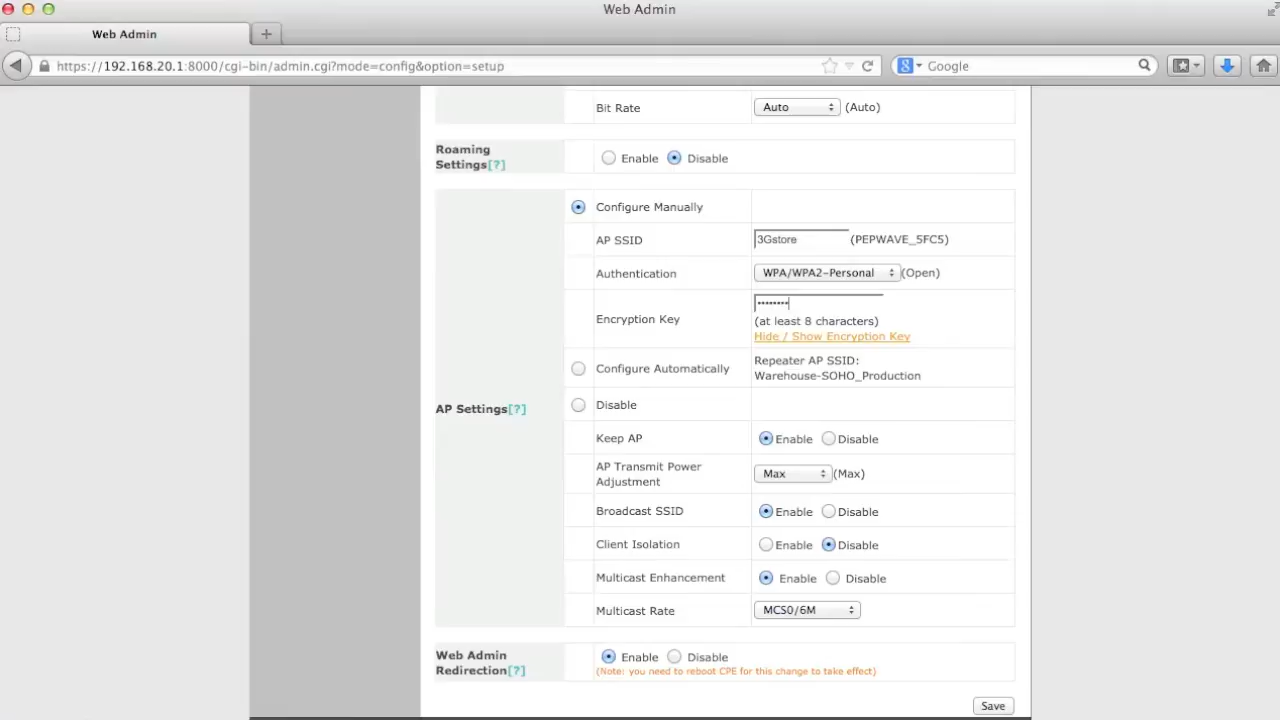 Web Admin
Web Admin
https://192.168.20.1:8000/cgi-bin/admin.cgi?mode=config&option=setup
Google
Bit Rate Auto (Auto)
Roaming
Settings[?]
Enable Disable
Configure Manually
AP SSID 3Gstore (PEPWAVE_5FC5)
Authentication WPA/WPA2-Personal (Open)
Encryption Key
(at least 8 characters)
Hide / Show Encryption Key
Configure Automatically
Repeater AP SSID:
Warehouse-SOHO_Production
AP Settings[?]
Disable
Keep AP Enable Disable
AP Transmit Power
Adjustment
Max (Max)
Broadcast SSID Enable Disable
Client Isolation Enable Disable
Multicast Enhancement Enable Disable
Multicast Rate MCS0/6M
Web Admin
Redirection[?]
Enable Disable
(Note: you need to reboot CPE for this change to take effect)
Save